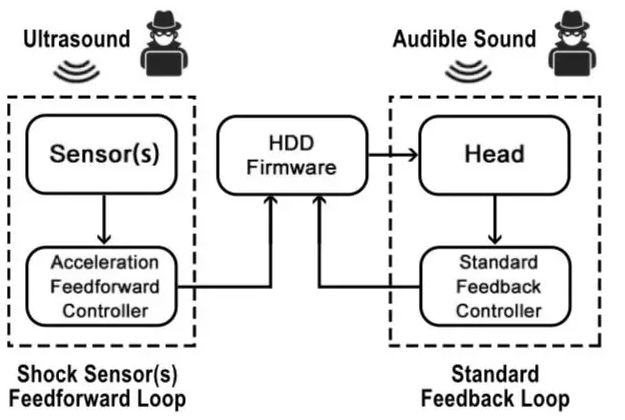 Ultrasound
Audible Sound
Sensor(s)
HDD
Firmware
Head
Acceleration
Feedforward
Controller
Standard
Feedback
Controller
Shock Sensor(s)
Feedforward Loop
Standard
Feedback Loop